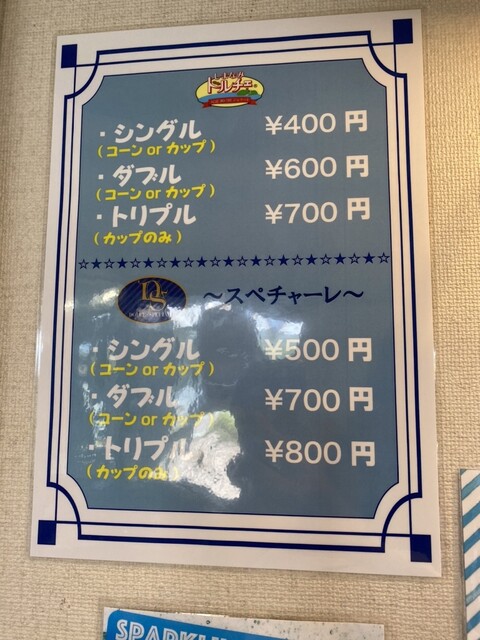 ドルチェ
・シングル ¥400 円
(コーン or カップ)
・ダブル ¥600 円
(コーン or カップ)
・トリプル ¥700 円
(カップのみ)
☆★☆★☆★☆★☆★☆★☆★☆★☆★☆★☆★☆★☆
DS ～スペチャーレ～
・シングル ¥500 円
(コーン or カップ)
・ダブル ¥700 円
(コーン or カップ)
・トリプル ¥800 円
(カップのみ)